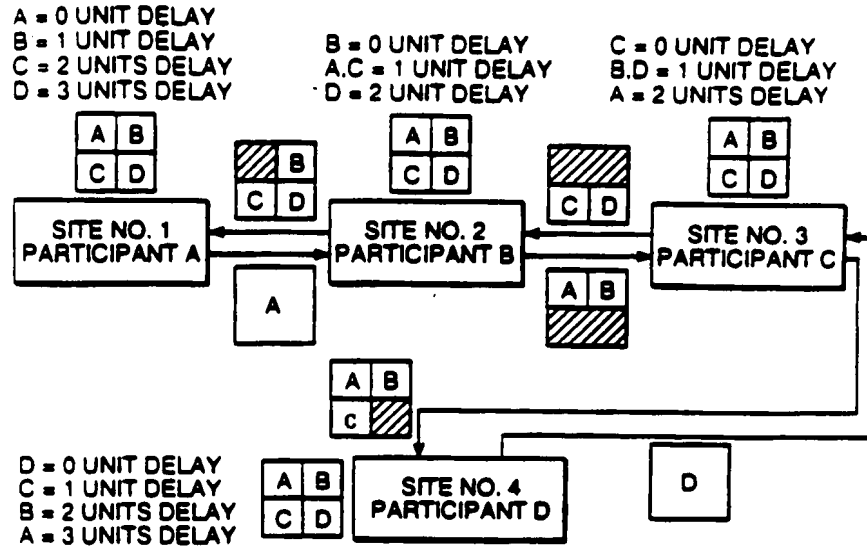 A = 0 UNIT DELAY
B = 1 UNIT DELAY
C = 2 UNITS DELAY
D = 3 UNITS DELAY
B = 0 UNIT DELAY
A.C = 1 UNIT DELAY
D = 2 UNIT DELAY
C = 0 UNIT DELAY
B.D = 1 UNIT DELAY
A = 2 UNITS DELAY
A B
C D
B
C D
A B
C D
C D
A B
C D
SITE NO. 1
PARTICIPANT A
SITE NO. 2
PARTICIPANT B
SITE NO. 3
PARTICIPANT C
A
A B
A B
C
D = 0 UNIT DELAY
C = 1 UNIT DELAY
B = 2 UNITS DELAY
A = 3 UNITS DELAY
A B
C D
SITE NO. 4
PARTICIPANT D
D